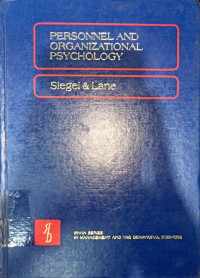 PERSONNEL AND
ORGANIZATIONAL
PSYCHOLOGY
Siegel & Lane
IRWIN SERIES
IN MANAGEMENT AND THE BEHAVIORAL SCIENCES